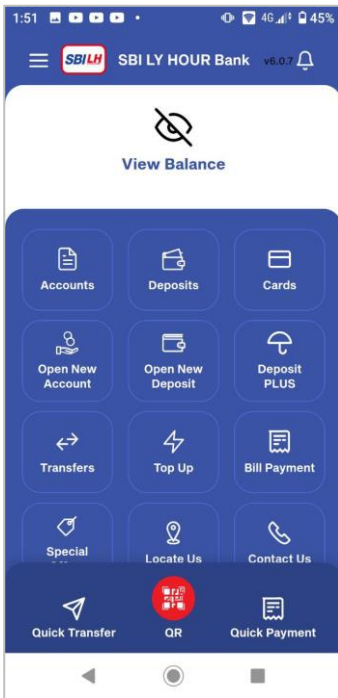 1:51 4G 45%
SBI LH SBI LY HOUR Bank v6.0.7
View Balance
Accounts Deposits Cards
Open New Open New Deposit
Account Deposit PLUS
Transfers Top Up Bill Payment
Special Locate Us Contact Us
Quick Transfer QR Quick Payment